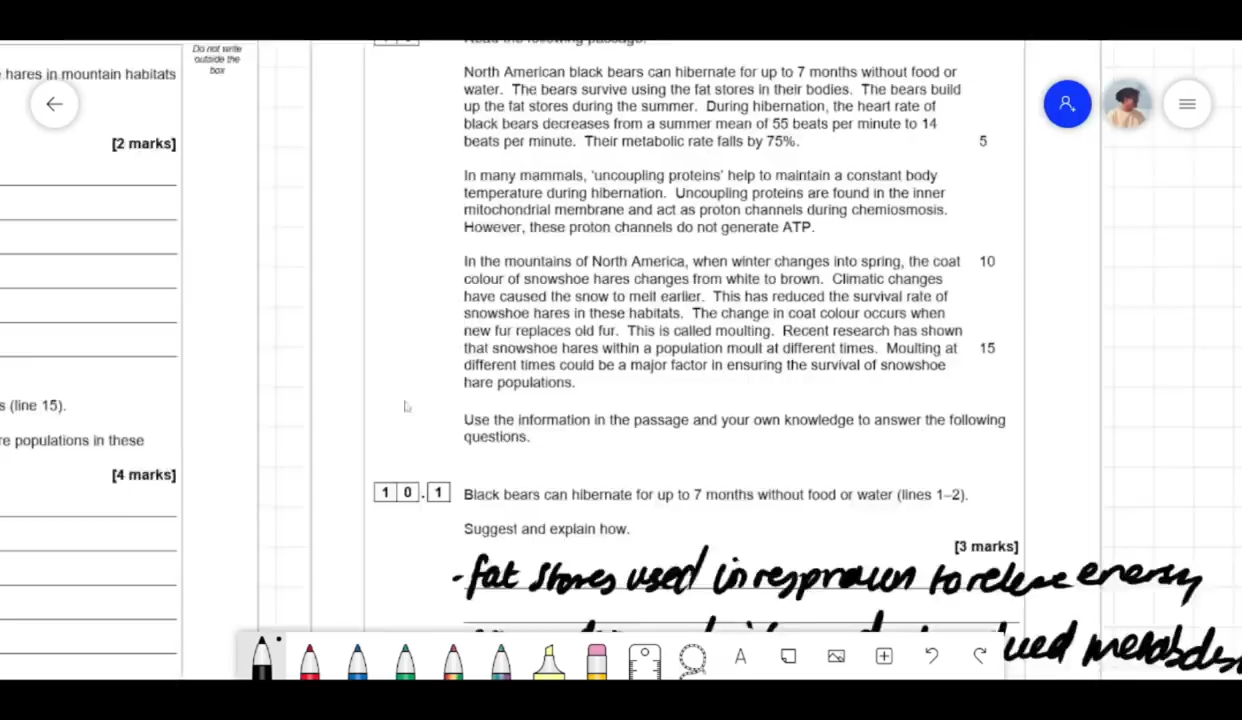 Do not write
outside the
box
hares in mountain habitats
[2 marks]
s (line 15).
re populations in these
[4 marks]
Read the following passage.
North American black bears can hibernate for up to 7 months without food or
water. The bears survive using the fat stores in their bodies. The bears build
up the fat stores during the summer. During hibernation, the heart rate of
black bears decreases from a summer mean of 55 beats per minute to 14
beats per minute. Their metabolic rate falls by 75%. 5
In many mammals, 'uncoupling proteins' help to maintain a constant body
temperature during hibernation. Uncoupling proteins are found in the inner
mitochondrial membrane and act as proton channels during chemiosmosis.
However, these proton channels do not generate ATP.
In the mountains of North America, when winter changes into spring, the coat 10
colour of snowshoe hares changes from white to brown. Climatic changes
have caused the snow to melt earlier. This has reduced the survival rate of
snowshoe hares in these habitats. The change in coat colour occurs when
new fur replaces old fur. This is called moulting. Recent research has shown
that snowshoe hares within a population moult at different times. Moulting at 15
different times could be a major factor in ensuring the survival of snowshoe
hare populations.
Use the information in the passage and your own knowledge to answer the following
questions.
1 0 . 1 Black bears can hibernate for up to 7 months without food or water (lines 1–2).
Suggest and explain how.
[3 marks]
- fat stores used in to release energy
A